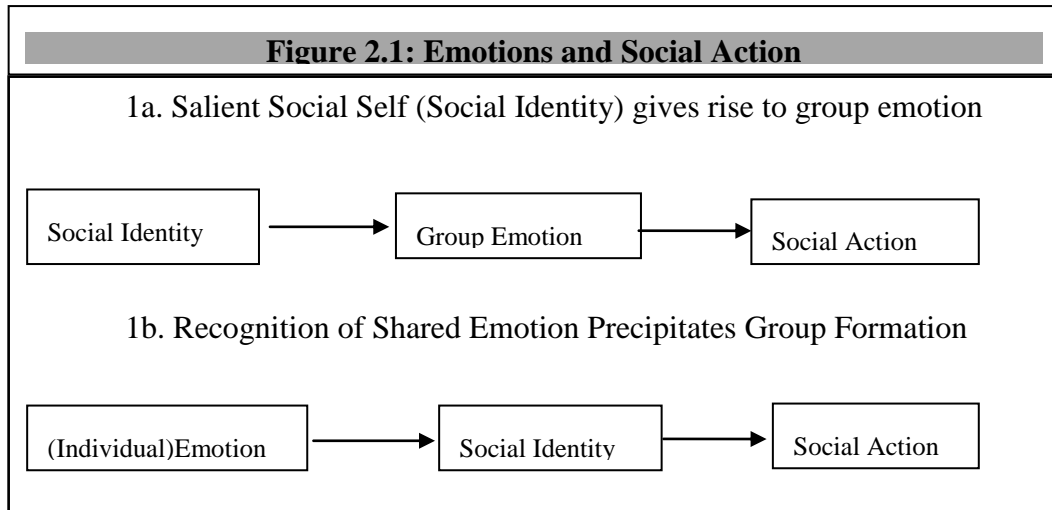 Figure 2.1: Emotions and Social Action
1a. Salient Social Self (Social Identity) gives rise to group emotion
Social Identity
Group Emotion
Social Action
1b. Recognition of Shared Emotion Precipitates Group Formation
(Individual)Emotion
Social Identity
Social Action